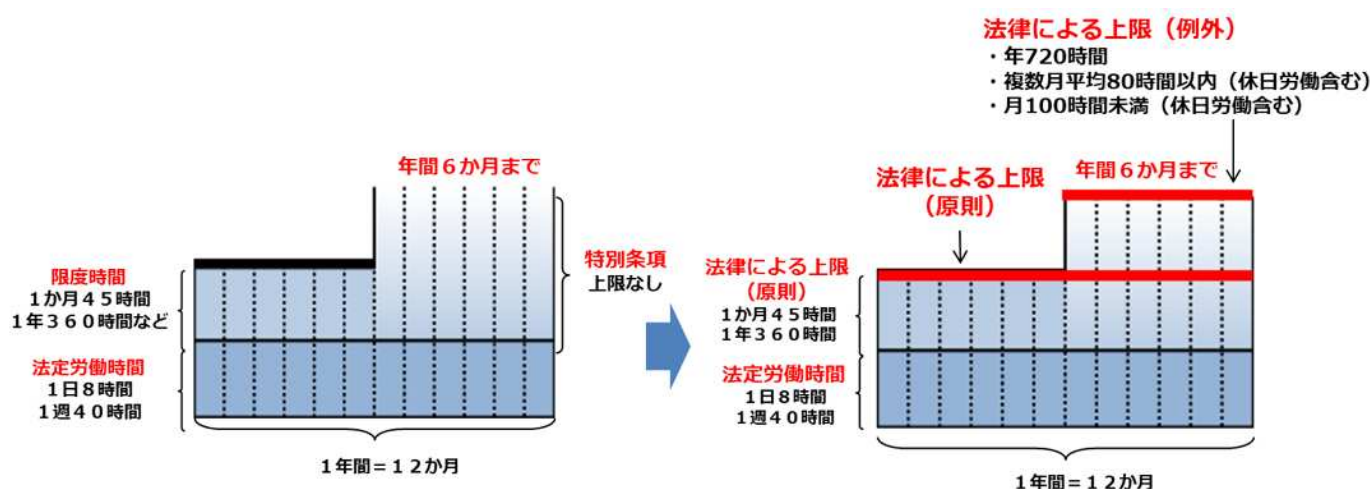 年間６か月まで
限度時間
１か月４５時間
１年３６０時間など
法定労働時間
１日８時間
１週４０時間
特別条項
上限なし
１年間＝１２か月
法律による上限（例外）
・年720時間
・複数月平均80時間以内（休日労働含む）
・月100時間未満（休日労働含む）
法律による上限
（原則）
年間６か月まで
法律による上限
（原則）
１か月４５時間
１年３６０時間
法定労働時間
１日８時間
１週４０時間
１年間＝１２か月